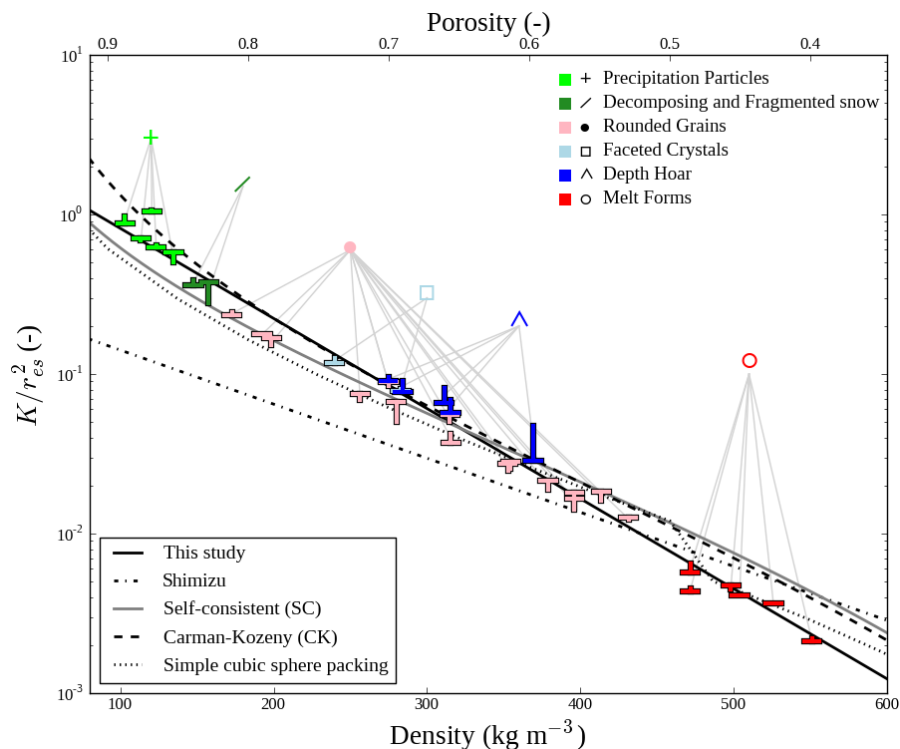 Porosity (-)
0.9 0.8 0.7 0.6 0.5 0.4
10^1
10^0
10^{-1}
10^{-2}
10^{-3}
K/r_{es}^2 (-)
Precipitation Particles
Decomposing and Fragmented snow
Rounded Grains
Faceted Crystals
Depth Hoar
Melt Forms
This study
Shimizu
Self-consistent (SC)
Carman-Kozeny (CK)
Simple cubic sphere packing
100 200 300 400 500 600
Density (kg m^{-3})